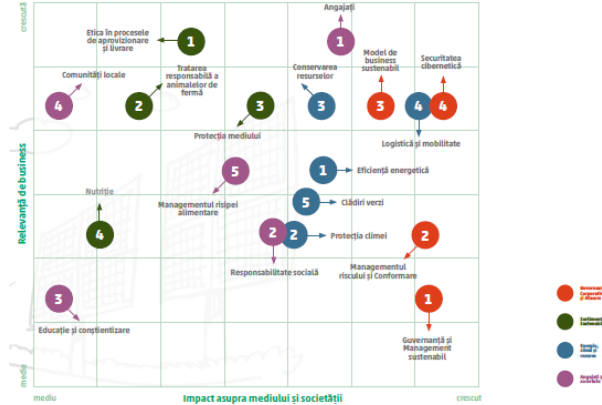 crescută
Relevanță de business
medie
Etica în procesele
de aprovizionare
și livrare
1
Angajați
1
Comunități locale
4
Tratarea
responsabilă a
animalelor de
fermă
2
Protecția mediului
3
Conservarea
resurselor
3
Model de
business
sustenabil
3
Securitatea
cibernetică
4
4
Logistică și mobilitate
5
Managementul risipei
alimentare
1
Eficiență energetică
5
Clădiri verzi
Nutriție
4
2
2
Protecția climei
Responsabilitate socială
2
Managementul
riscului și Conformare
3
Educație și conștientizare
1
Guvernanță și
Management
sustenabil
mediu
Impact asupra mediului și societății
crescut